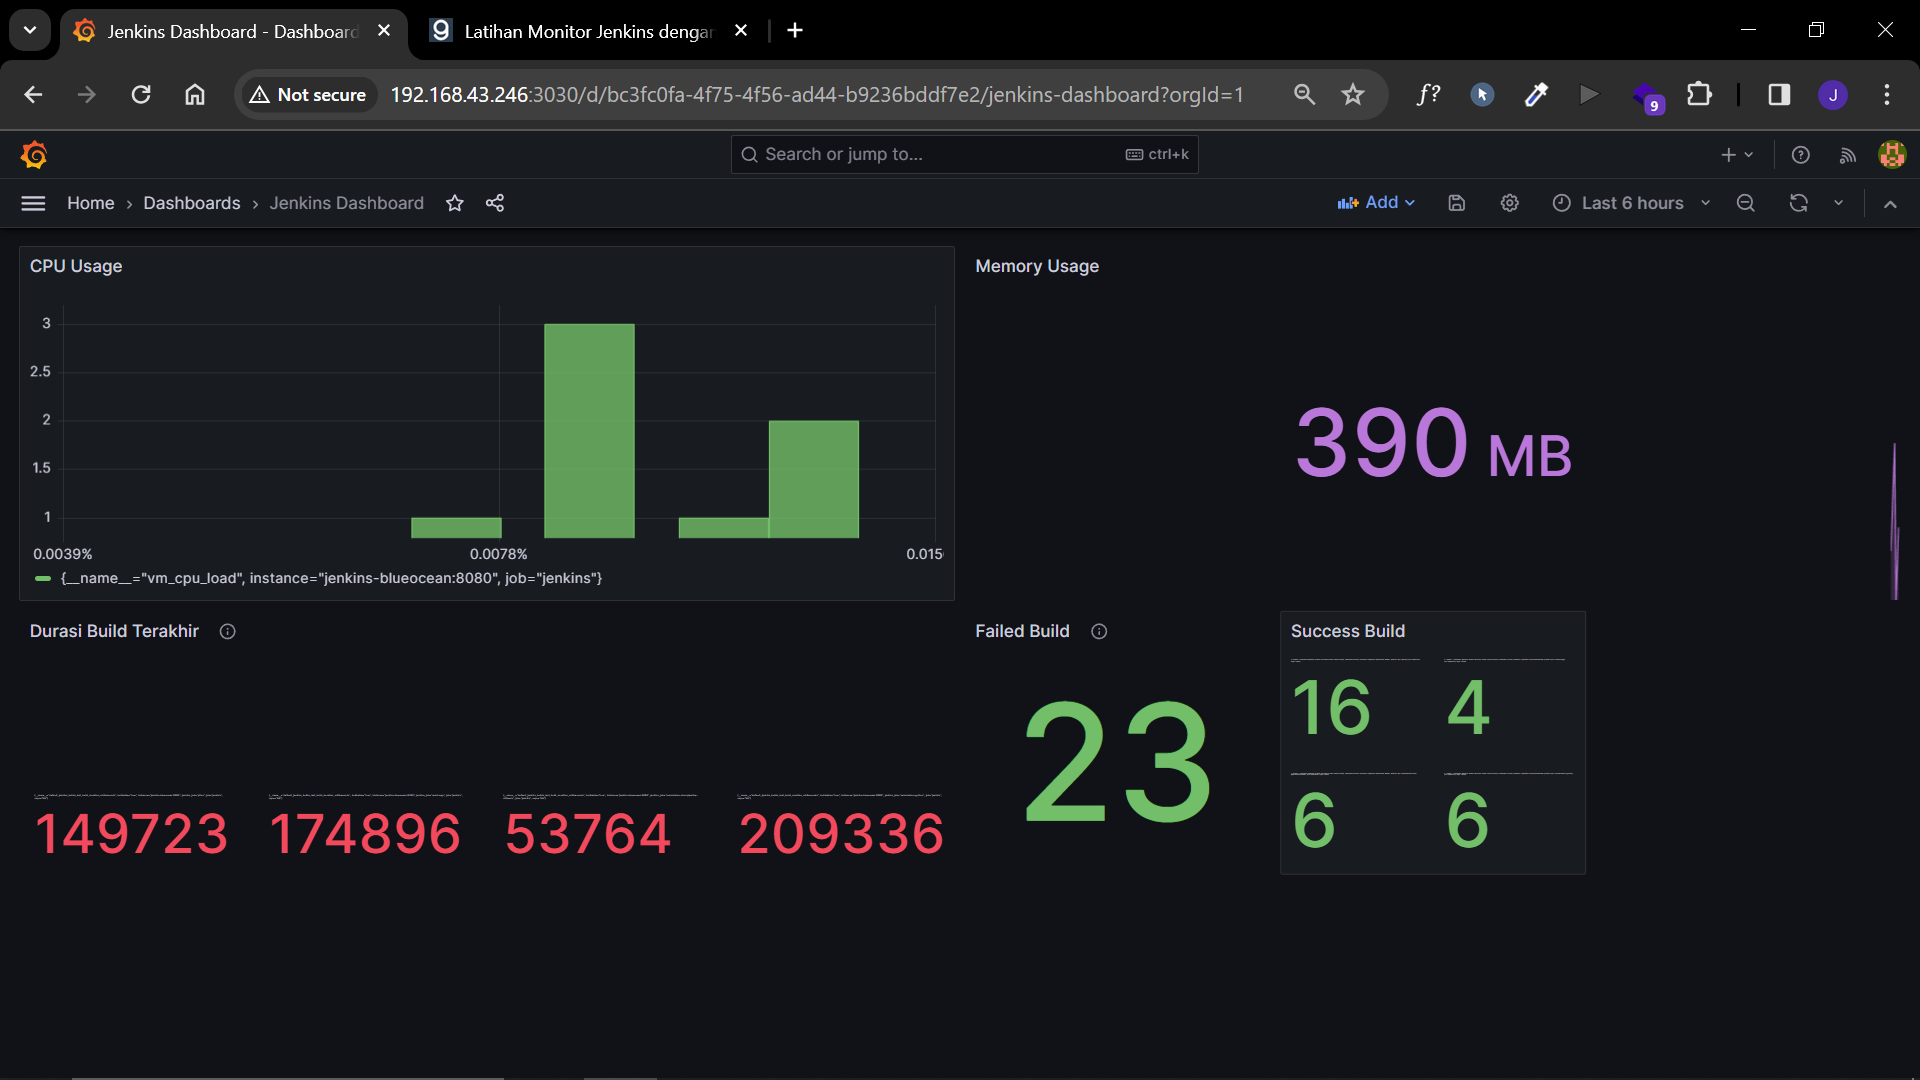 Jenkins Dashboard - Dashboard
Latihan Monitor Jenkins dengar
Not secure
192.168.43.246:3030/d/bc3fc0fa-4f75-4f56-ad44-b9236bddf7e2/jenkins-dashboard?orgId=1
f?
9
J
Search or jump to...
ctrl+k
Home › Dashboards › Jenkins Dashboard
Add
Last 6 hours
CPU Usage
3
2.5
2
1.5
1
0.0039%
0.0078%
0.015
{__name__="vm_cpu_load", instance="jenkins-blueocean:8080", job="jenkins"}
Memory Usage
390 MB
Durasi Build Terakhir
149723
174896
53764
209336
Failed Build
23
Success Build
16
4
6
6